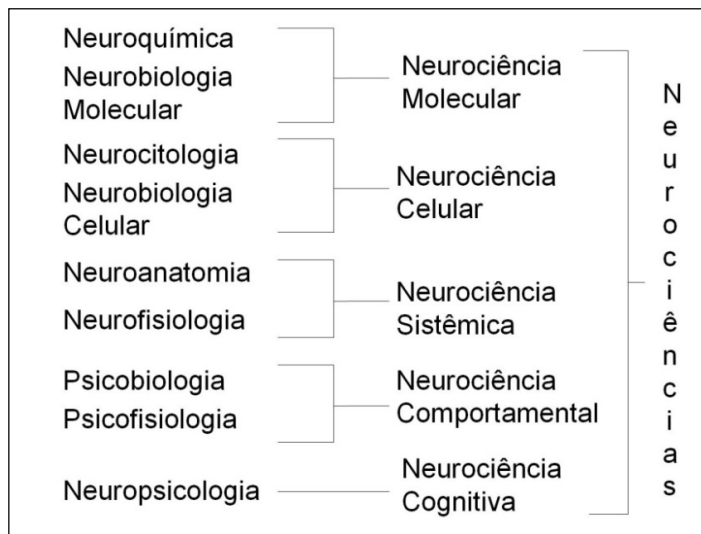 Neuroquímica
Neurobiologia
Molecular
Neurociência
Molecular
Neurocitologia
Neurobiologia
Celular
Neurociência
Celular
Neuroanatomia
Neurofisiologia
Neurociência
Sistêmica
Psicobiologia
Psicofisiologia
Neurociência
Comportamental
Neuropsicologia
Neurociência
Cognitiva
Neurociências